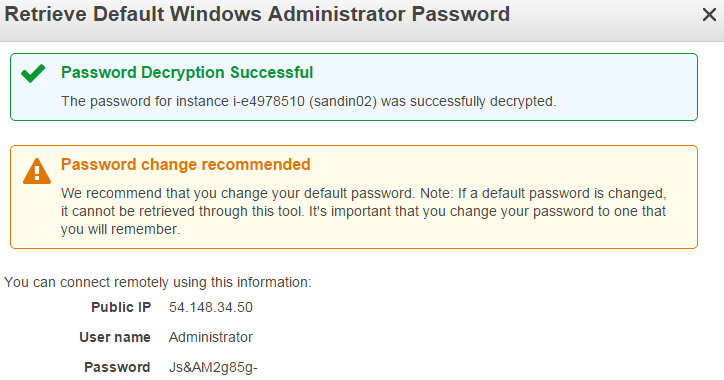 Retrieve Default Windows Administrator Password
Password Decryption Successful
The password for instance i-e4978510 (sandin02) was successfully decrypted.
Password change recommended
We recommend that you change your default password. Note: If a default password is changed,
it cannot be retrieved through this tool. It's important that you change your password to one that
you will remember.
You can connect remotely using this information:
Public IP 54.148.34.50
User name Administrator
Password Js&AM2g85g-